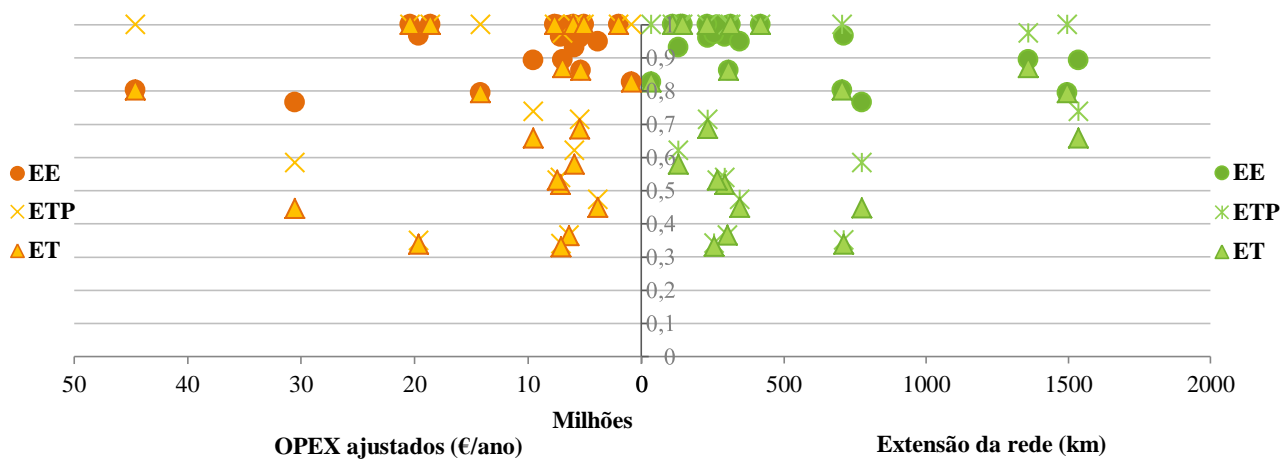 0,9
0,8
0,7
0,6
0,5
0,4
0,3
0,2
0,1
0
EE
ETP
ET
EE
ETP
ET
50 40 30 20 10 0 0 500 1000 1500 2000
Milhões
OPEX ajustados (€/ano) Extensão da rede (km)